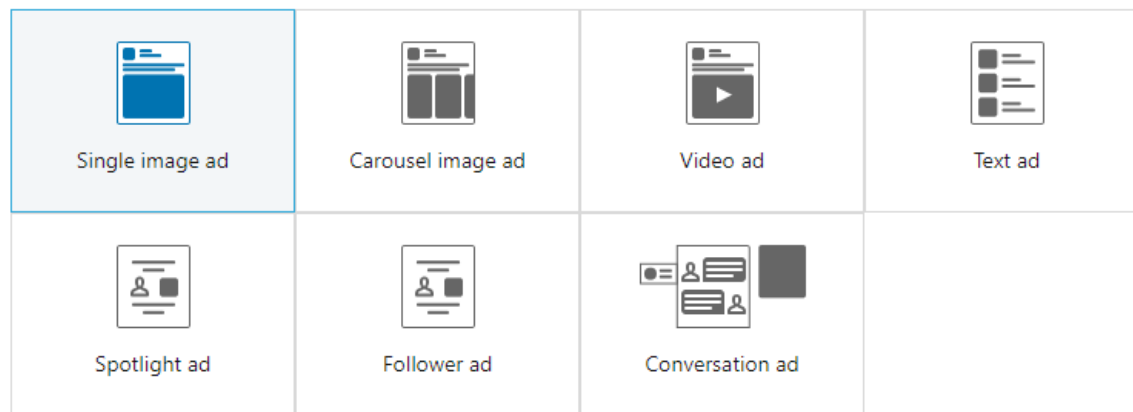 Single image ad
Carousel image ad
Video ad
Text ad
Spotlight ad
Follower ad
Conversation ad